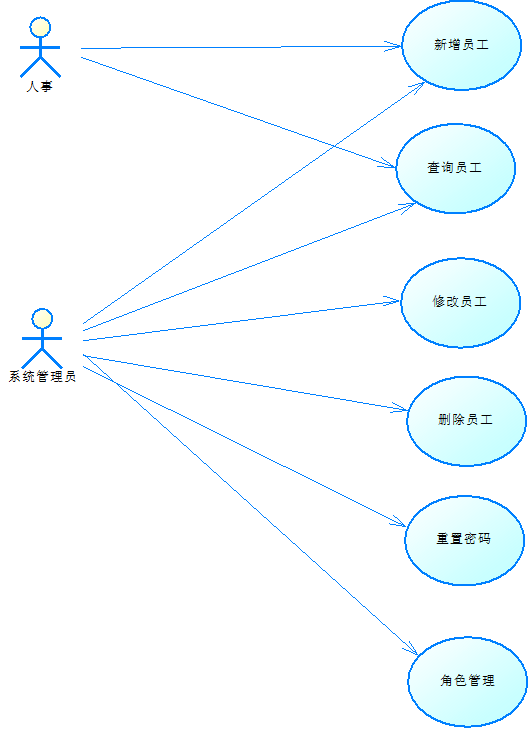 新增员工
人事
查询员工
修改员工
系统管理员
删除员工
重置密码
角色管理